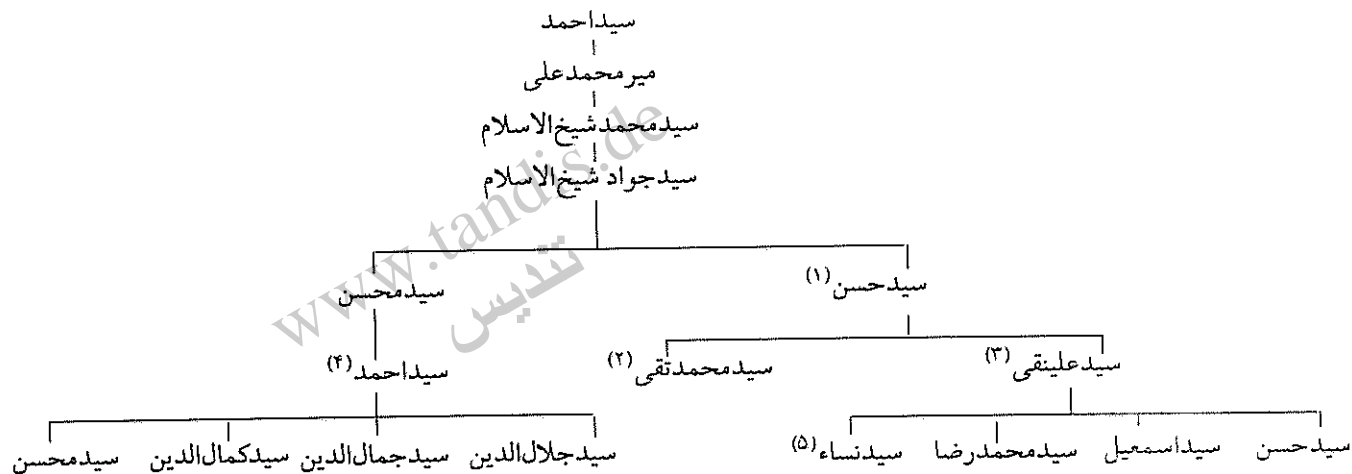 سیداحمد
میرمحمدعلی
سیدمحمدشیخ‌الاسلام
سیدجواد شیخ‌الاسلام
سیدحسن (۱) سیدمحسن
سیدعلینقی (۳) سیدمحمدتقی (۲) سیداحمد (۴)
سیدحسن سیداسمعیل سیدمحمدرضا سیدنساء (۵) سیدجلال‌الدین سیدجمال‌الدین سیدکمال‌الدین سیدمحسن
www.tandis.de
تندیس